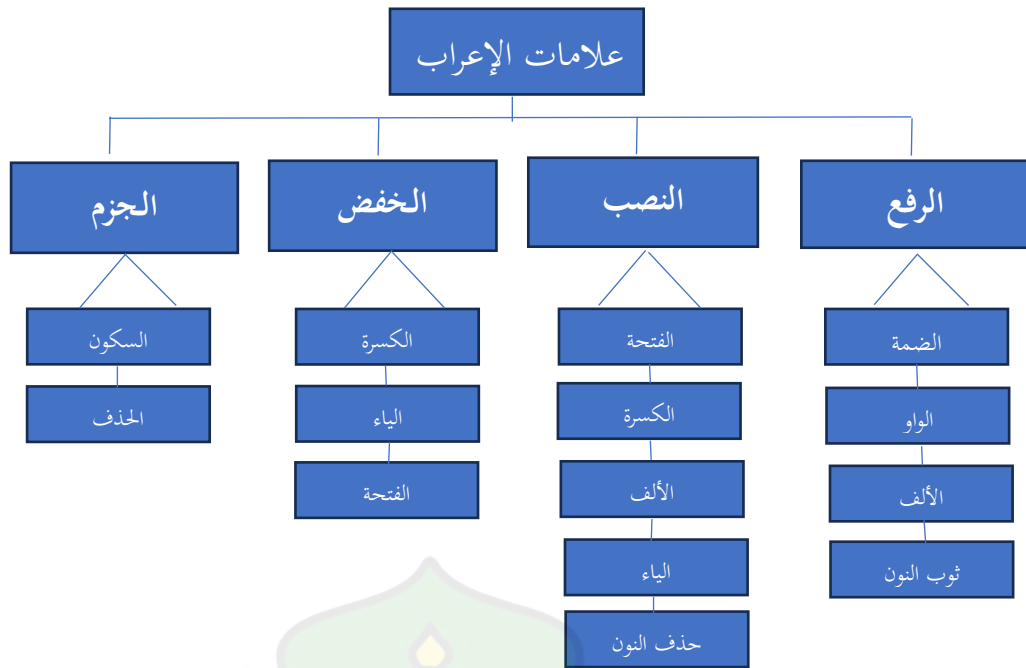 علامات الإعراب
الرفع
النصب
الخفض
الجزم
الضمة
الواو
الألف
ثوب النون
الفتحة
الكسرة
الألف
الياء
حذف النون
الكسرة
الياء
الفتحة
السكون
الحذف